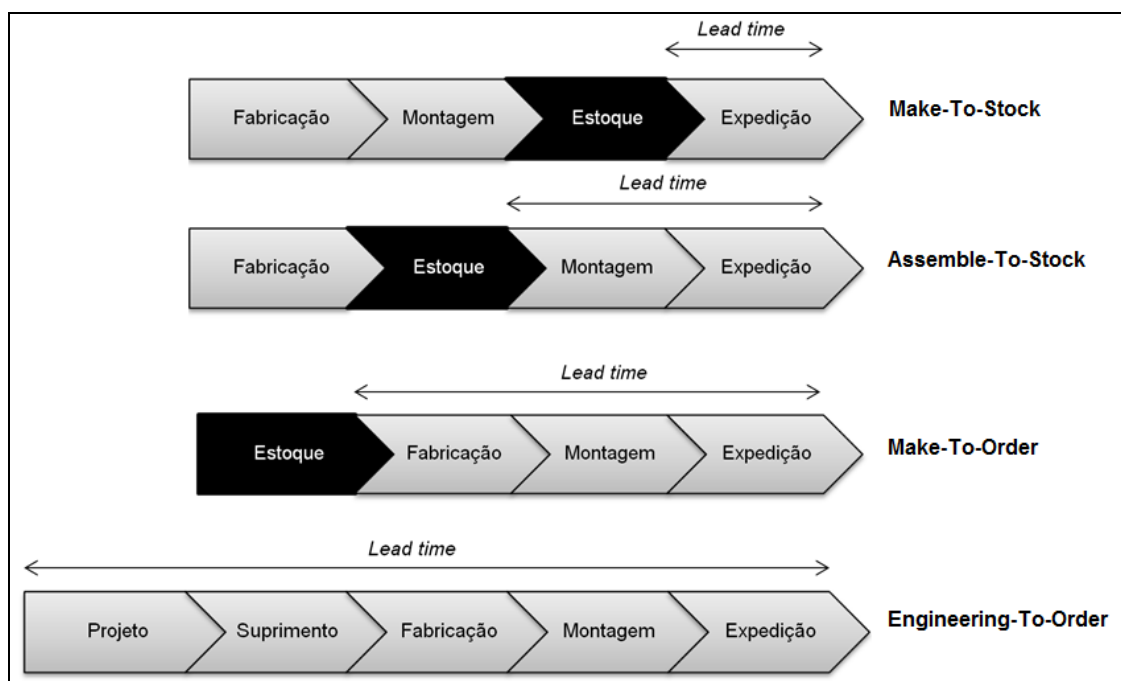 Lead time
Fabricação Montagem Estoque Expedição Make-To-Stock
Lead time
Fabricação Estoque Montagem Expedição Assemble-To-Stock
Lead time
Estoque Fabricação Montagem Expedição Make-To-Order
Lead time
Projeto Suprimento Fabricação Montagem Expedição Engineering-To-Order